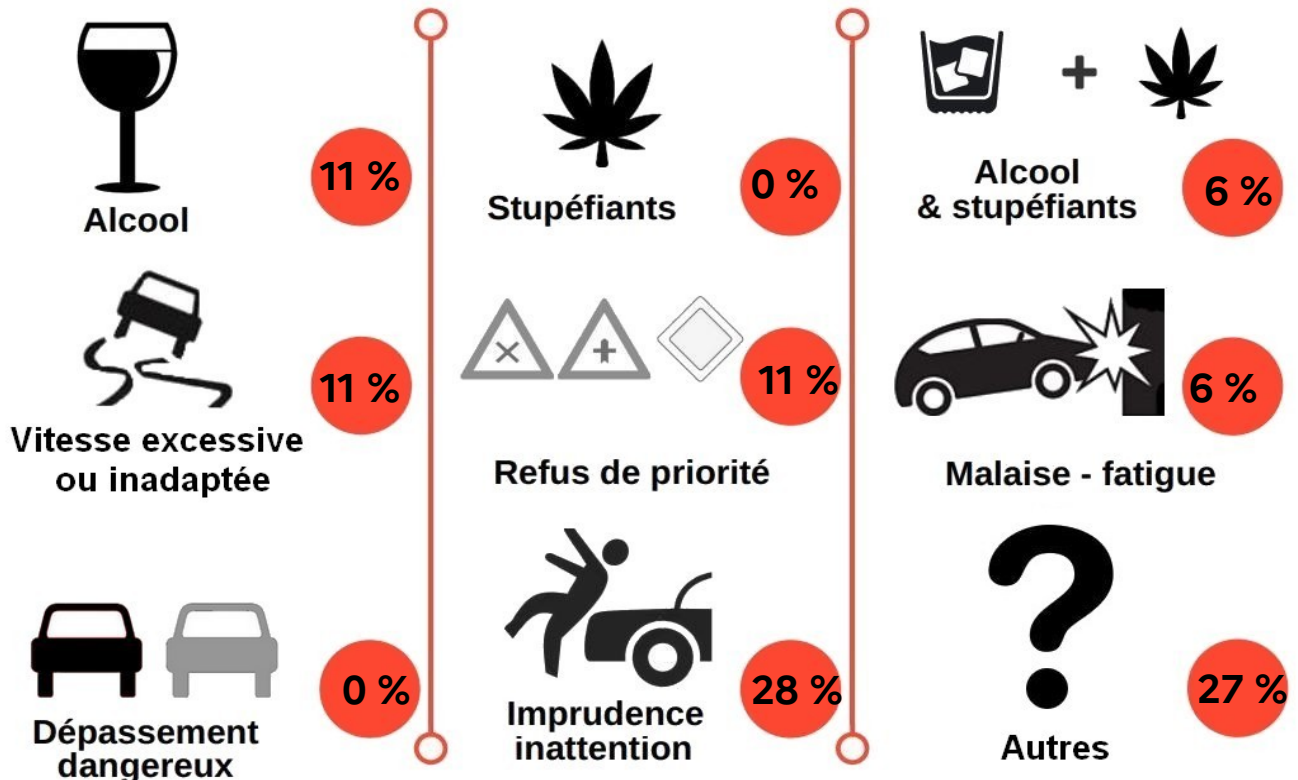 11 %
Alcool
0 %
Stupéfiants
Alcool
& stupéfiants
6 %
11 %
Vitesse excessive
ou inadaptée
11 %
Refus de priorité
6 %
Malaise - fatigue
0 %
Dépassement
dangereux
28 %
Imprudence
inattention
27 %
Autres